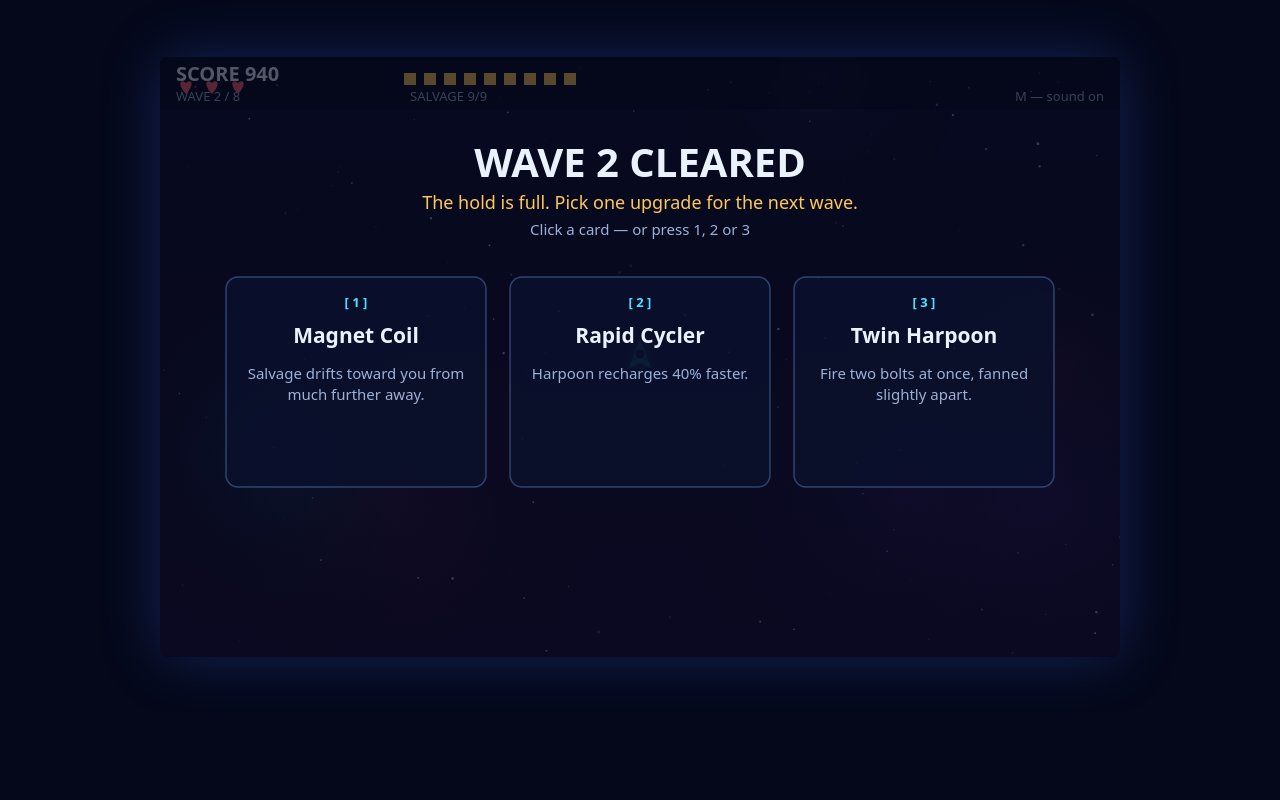 SCORE 940
WAVE 2 / 8
SALVAGE 9/9
M — sound on
WAVE 2 CLEARED
The hold is full. Pick one upgrade for the next wave.
Click a card — or press 1, 2 or 3
[ 1 ]
Magnet Coil
Salvage drifts toward you from
much further away.
[ 2 ]
Rapid Cycler
Harpoon recharges 40% faster.
[ 3 ]
Twin Harpoon
Fire two bolts at once, fanned
slightly apart.